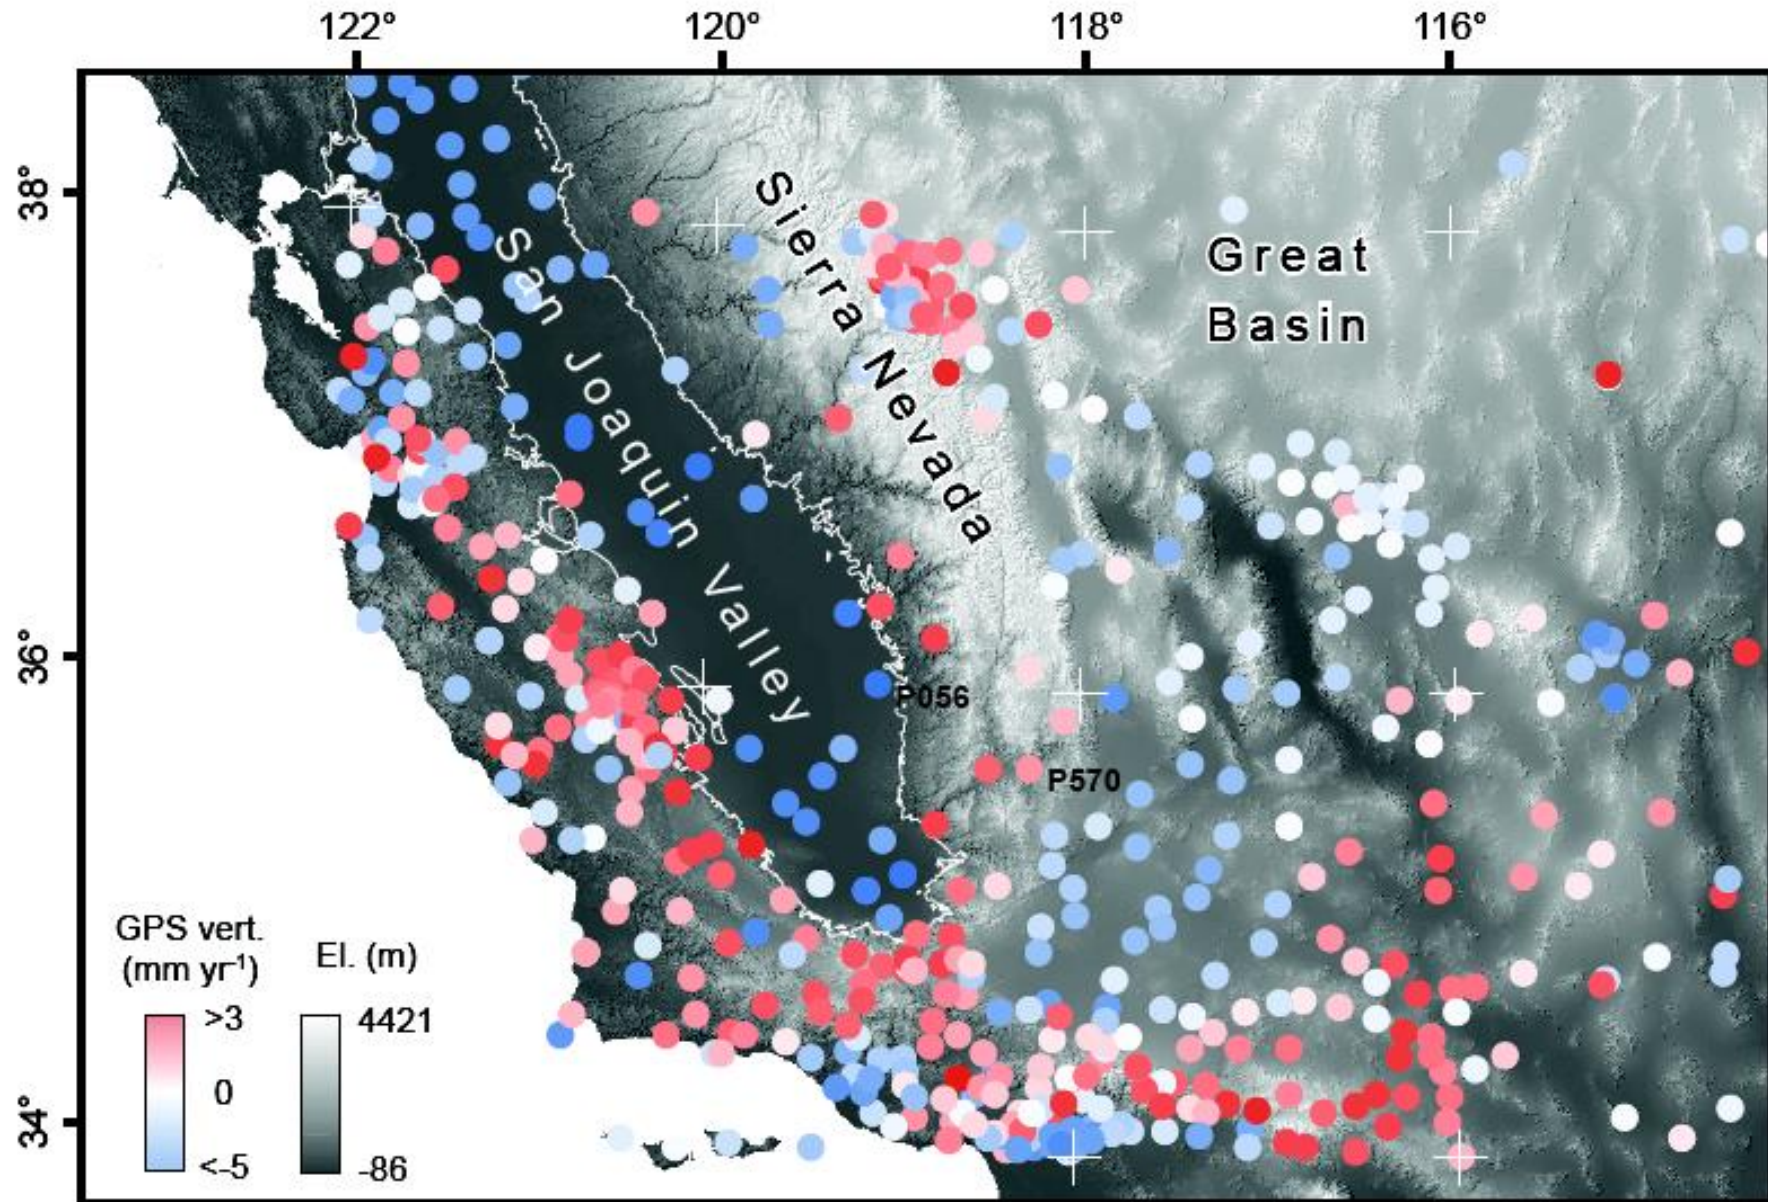 122° 120° 118° 116°
38°
36°
34°
San Joaquin Valley
Sierra Nevada
Great
Basin
P056
P570
GPS vert.
(mm yr⁻¹)
>3
0
<-5
El. (m)
4421
-86